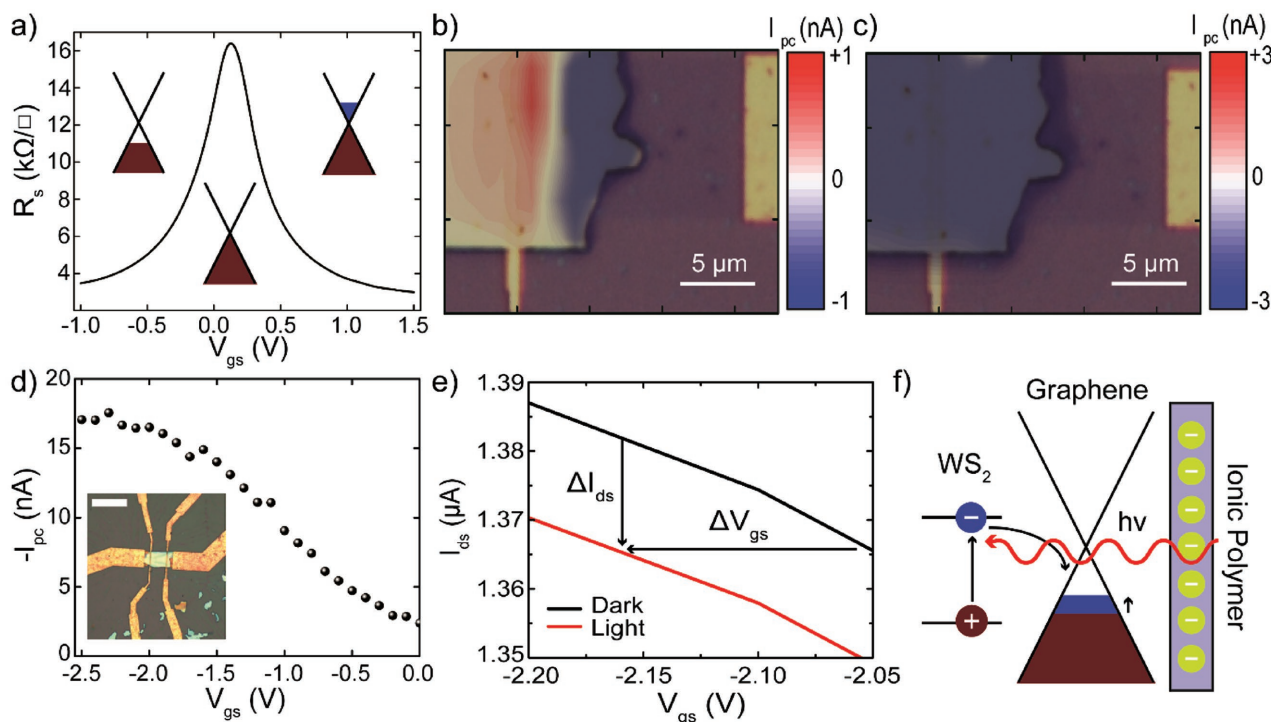 a)
R_s (kΩ/□)
16
14
12
10
8
6
4
-1.0 -0.5 0.0 0.5 1.0 1.5
V_gs (V)
b)
I_pc (nA)
+1
0
-1
5 μm
c)
I_pc (nA)
+3
0
-3
5 μm
d)
-I_pc (nA)
20
15
10
5
0
-2.5 -2.0 -1.5 -1.0 -0.5 0.0
V_gs (V)
e)
I_ds (μA)
1.39
1.38
1.37
1.36
1.35
ΔI_ds
ΔV_gs
Dark
Light
-2.20 -2.15 -2.10 -2.05
V_gs (V)
f)
Graphene
WS₂
hν
Ionic Polymer
−
+
−
−
−
−
−
−
−